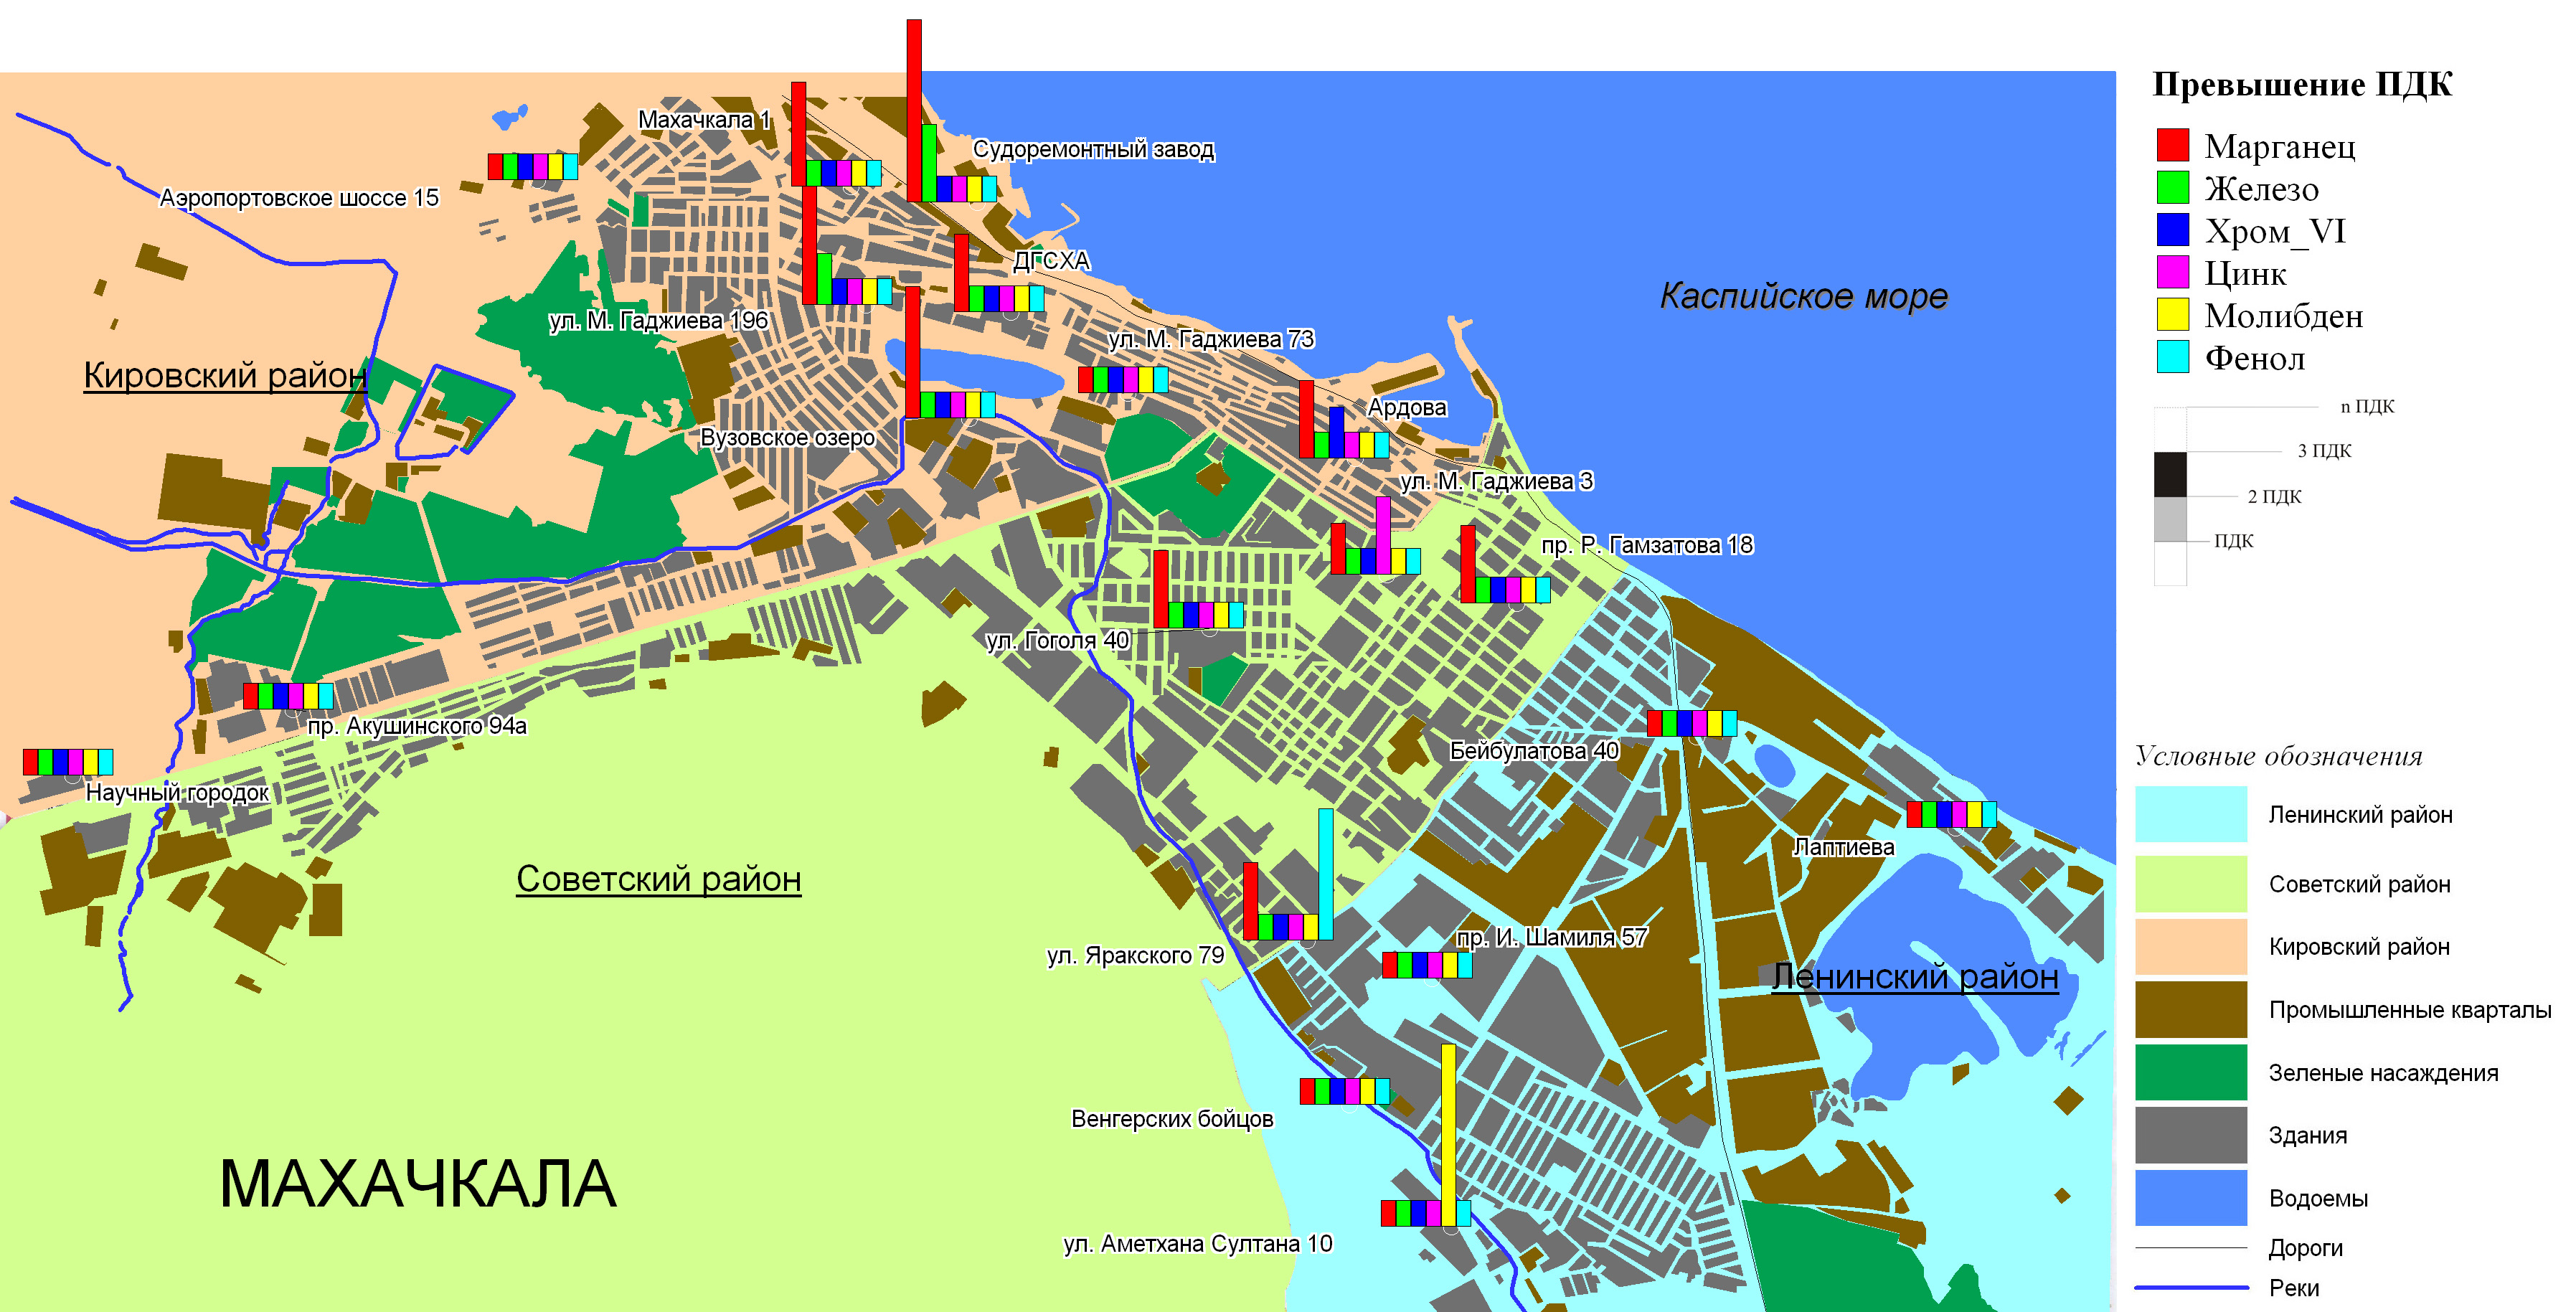 Превышение ПДК
Махачкала 1
Марганец
Судоремонтный завод
Железо
Аэропортовское шоссе 15
Хром_VI
ДГСХА
Цинк
Каспийское море
ул. М. Гаджиева 196
Молибден
ул. М. Гаджиева 73
Фенол
Кировский район
Ардова
n ПДК
Вузовское озеро
3 ПДК
ул. М. Гаджиева 3
2 ПДК
пр. Р. Гамзатова 18
ПДК
ул. Гоголя 40
пр. Акушинского 94а
Бейбулатова 40
Условные обозначения
Научный городок
Ленинский район
Лаптиева
Советский район
Советский район
пр. И. Шамиля 57
Кировский район
ул. Яракского 79
Ленинский район
Промышленные кварталы
Зеленые насаждения
Венгерских бойцов
Здания
МАХАЧКАЛА
Водоемы
ул. Аметхана Султана 10
Дороги
Реки